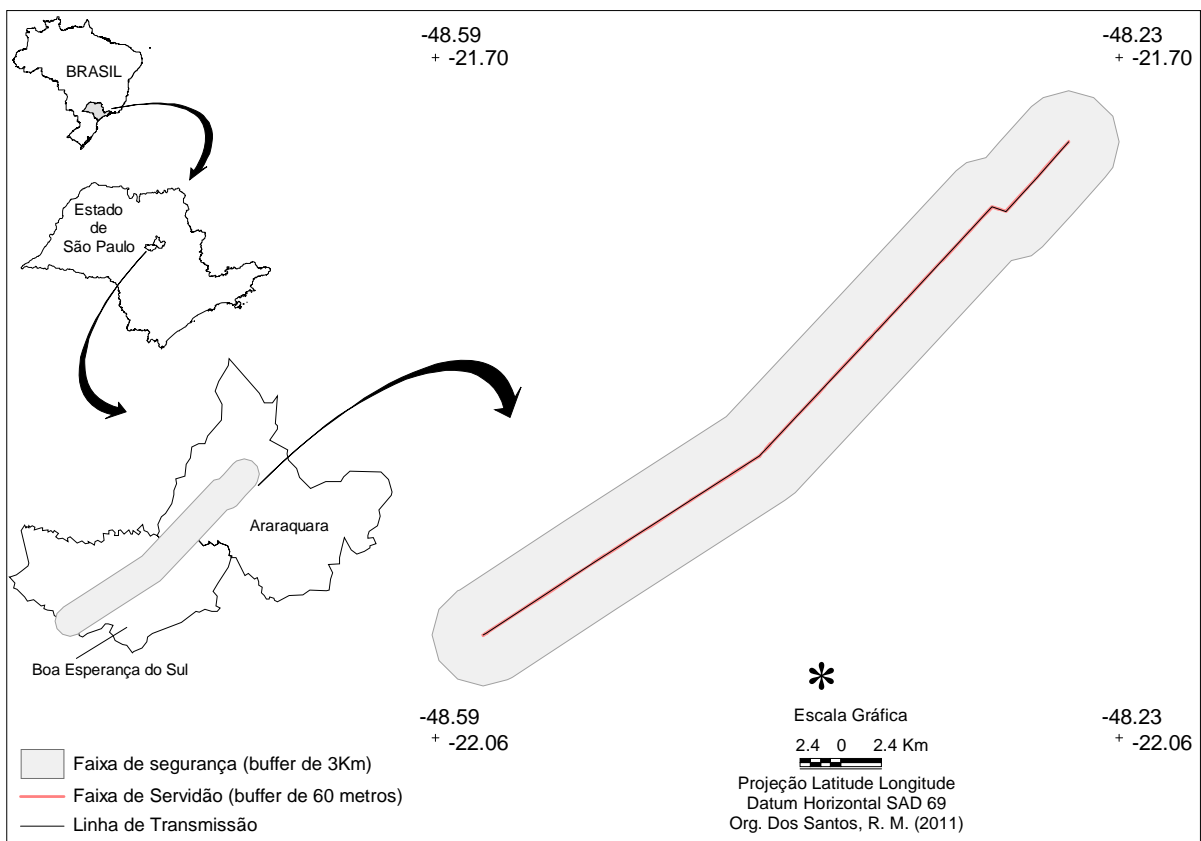 BRASIL
Estado
de
São Paulo
Araraquara
Boa Esperança do Sul
-48.59
+ -21.70
-48.23
+ -21.70
-48.59
+ -22.06
-48.23
+ -22.06
Faixa de segurança (buffer de 3Km)
Faixa de Servidão (buffer de 60 metros)
Linha de Transmissão
Escala Gráfica
2.4 0 2.4 Km
Projeção Latitude Longitude
Datum Horizontal SAD 69
Org. Dos Santos, R. M. (2011)